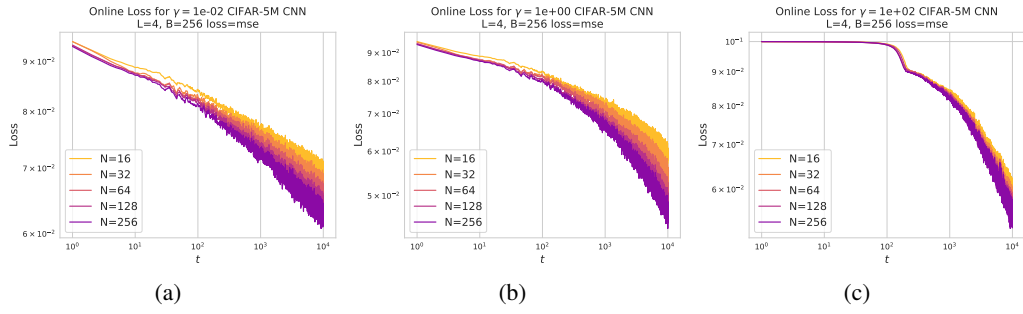 Online Loss for γ = 1e-02 CIFAR-5M CNN
L=4, B=256 loss=mse
9 × 10⁻²
8 × 10⁻²
7 × 10⁻²
6 × 10⁻²
Loss
N=16
N=32
N=64
N=128
N=256
10⁰ 10¹ 10² 10³ 10⁴
t
(a)
Online Loss for γ = 1e+00 CIFAR-5M CNN
L=4, B=256 loss=mse
9 × 10⁻²
8 × 10⁻²
7 × 10⁻²
6 × 10⁻²
5 × 10⁻²
Loss
N=16
N=32
N=64
N=128
N=256
10⁰ 10¹ 10² 10³ 10⁴
t
(b)
Online Loss for γ = 1e+02 CIFAR-5M CNN
L=4, B=256 loss=mse
10⁻¹
9 × 10⁻²
8 × 10⁻²
7 × 10⁻²
6 × 10⁻²
Loss
N=16
N=32
N=64
N=128
N=256
10⁰ 10¹ 10² 10³ 10⁴
t
(c)